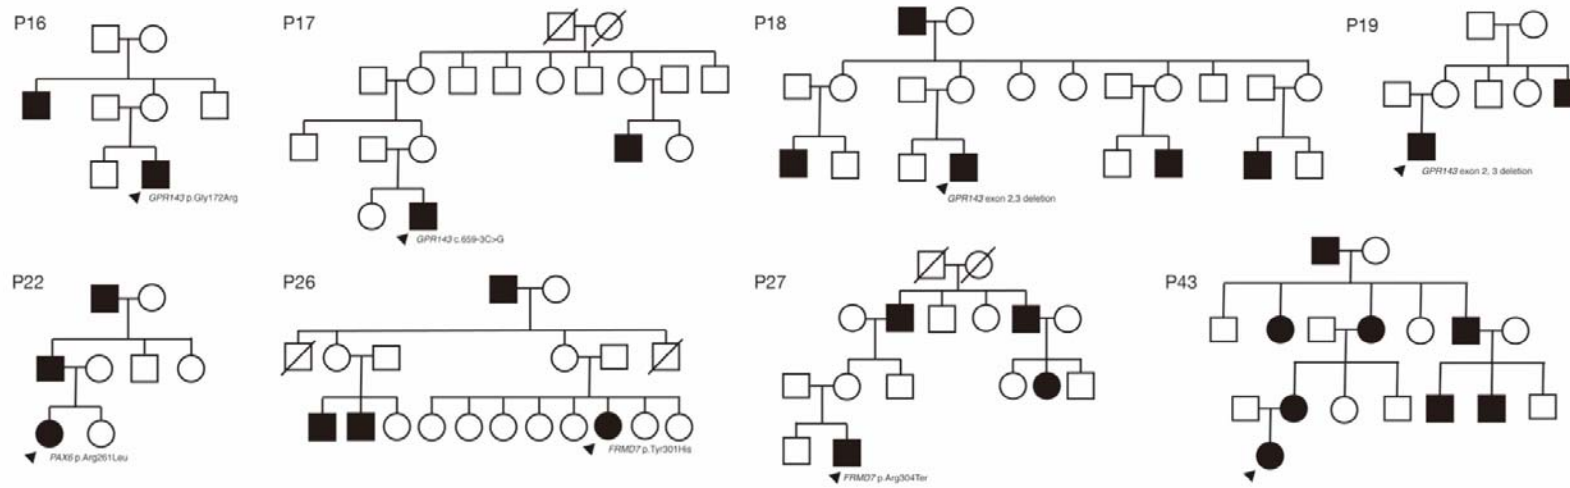 P16
P17
P18
P19
GPR143 p.Gly172Arg
GPR143 c.659-3C>G
GPR143 exon 2,3 deletion
GPR143 exon 2, 3 deletion
P22
P26
P27
P43
PAX6 p.Arg261Leu
FRMD7 p.Tyr301His
FRMD7 p.Arg304Ter